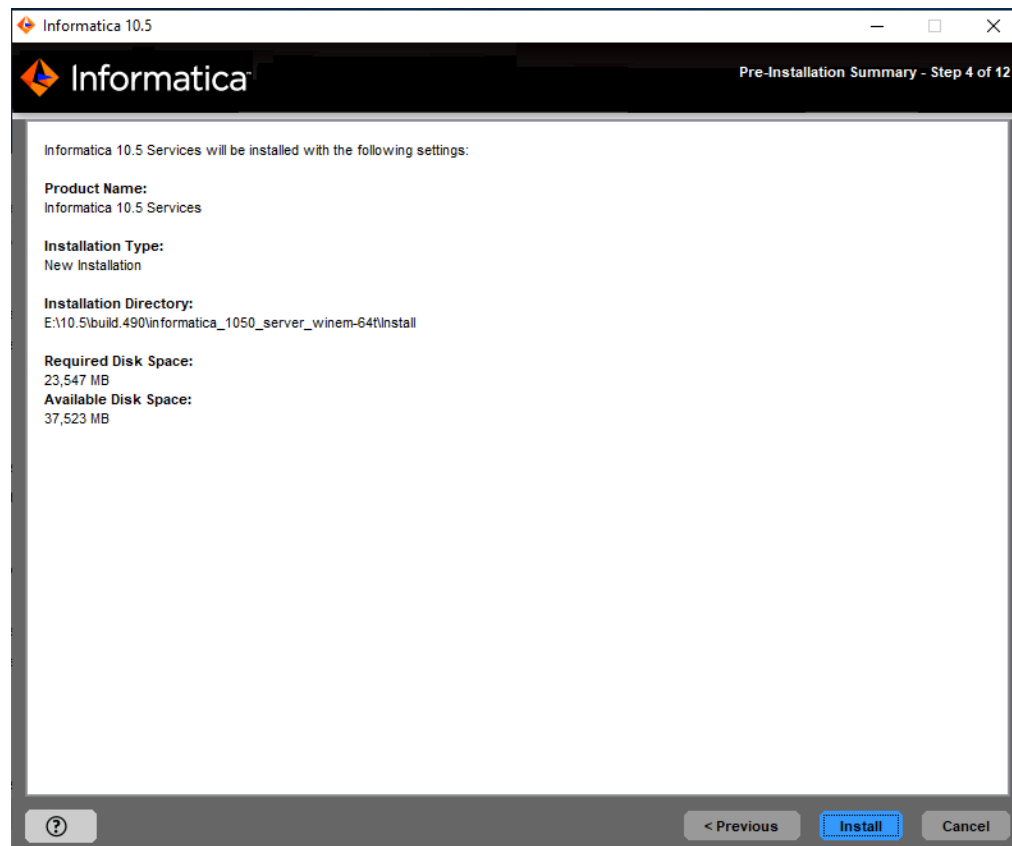 Informatica 10.5
Informatica
Pre-Installation Summary - Step 4 of 12
Informatica 10.5 Services will be installed with the following settings:
Product Name:
Informatica 10.5 Services
Installation Type:
New Installation
Installation Directory:
E:\10.5\build.490\informatica_1050_server_winem-64t\Install
Required Disk Space:
23,547 MB
Available Disk Space:
37,523 MB
?
< Previous
Install
Cancel